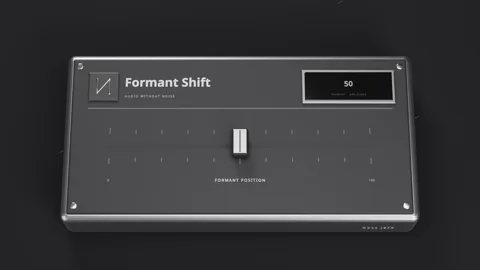 Formant Shift
AUDIO WITHOUT NOISE
50
0
FORMANT POSITION
100